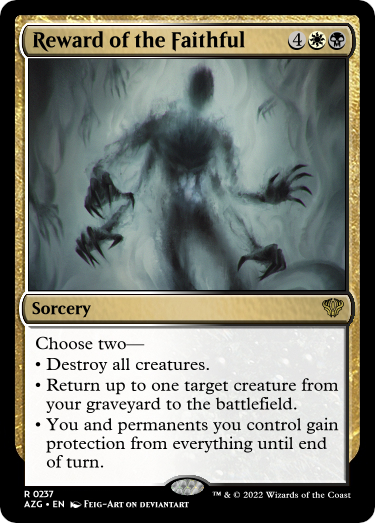 Reward of the Faithful 4
Sorcery
Choose two—
• Destroy all creatures.
• Return up to one target creature from
your graveyard to the battlefield.
• You and permanents you control gain
protection from everything until end
of turn.
R 0237
AZG • EN Feig-Art on deviantart
™ & © 2022 Wizards of the Coast